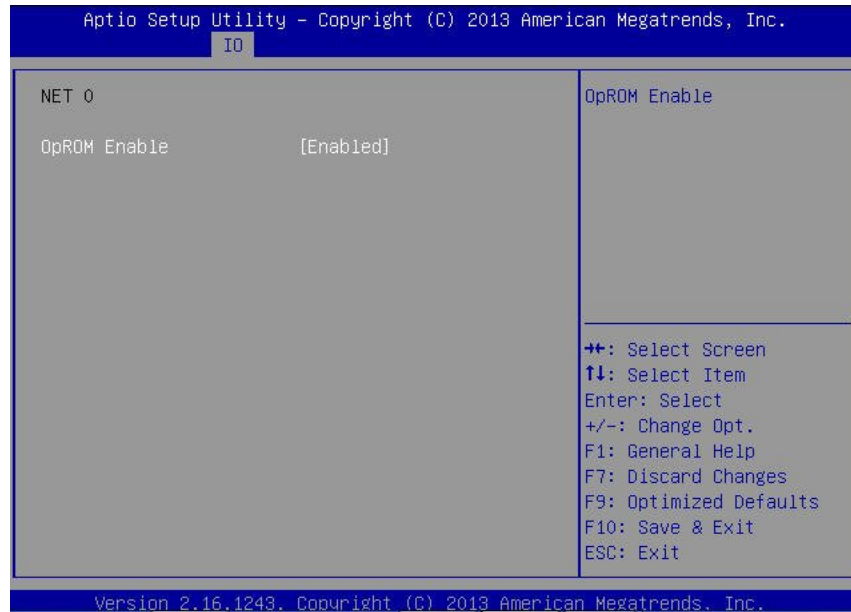 Aptio Setup Utility – Copyright (C) 2013 American Megatrends, Inc.
IO
NET 0
OpROM Enable [Enabled]
OpROM Enable
→←: Select Screen
↑↓: Select Item
Enter: Select
+/-: Change Opt.
F1: General Help
F7: Discard Changes
F9: Optimized Defaults
F10: Save & Exit
ESC: Exit
Version 2.16.1243. Copyright (C) 2013 American Megatrends, Inc.